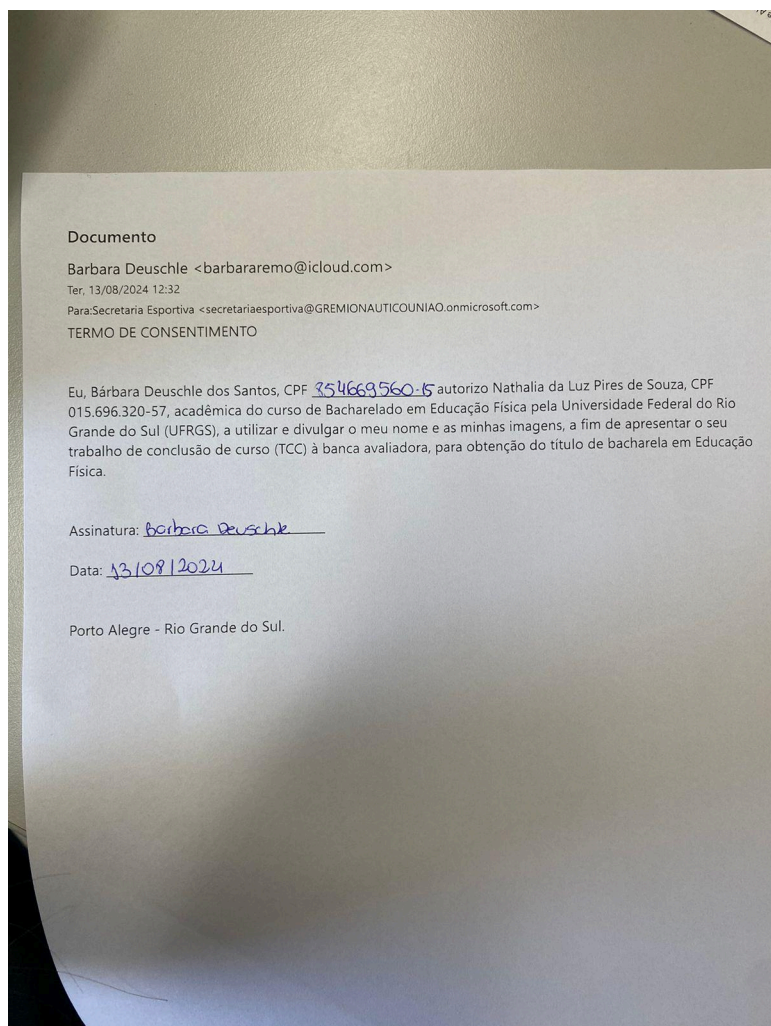 Documento
Barbara Deuschle <barbararemo@icloud.com>
Ter, 13/08/2024 12:32
Para:Secretaria Esportiva <secretariaesportiva@GREMIONAUTICOUNIAO.onmicrosoft.com>
TERMO DE CONSENTIMENTO
Eu, Bárbara Deuschle dos Santos, CPF 854669560-15 autorizo Nathalia da Luz Pires de Souza, CPF
015.696.320-57, acadêmica do curso de Bacharelado em Educação Física pela Universidade Federal do Rio
Grande do Sul (UFRGS), a utilizar e divulgar o meu nome e as minhas imagens, a fim de apresentar o seu
trabalho de conclusão de curso (TCC) à banca avaliadora, para obtenção do título de bacharela em Educação
Física.
Assinatura: Barbara Deuschle
Data: 13/08/2024
Porto Alegre - Rio Grande do Sul.